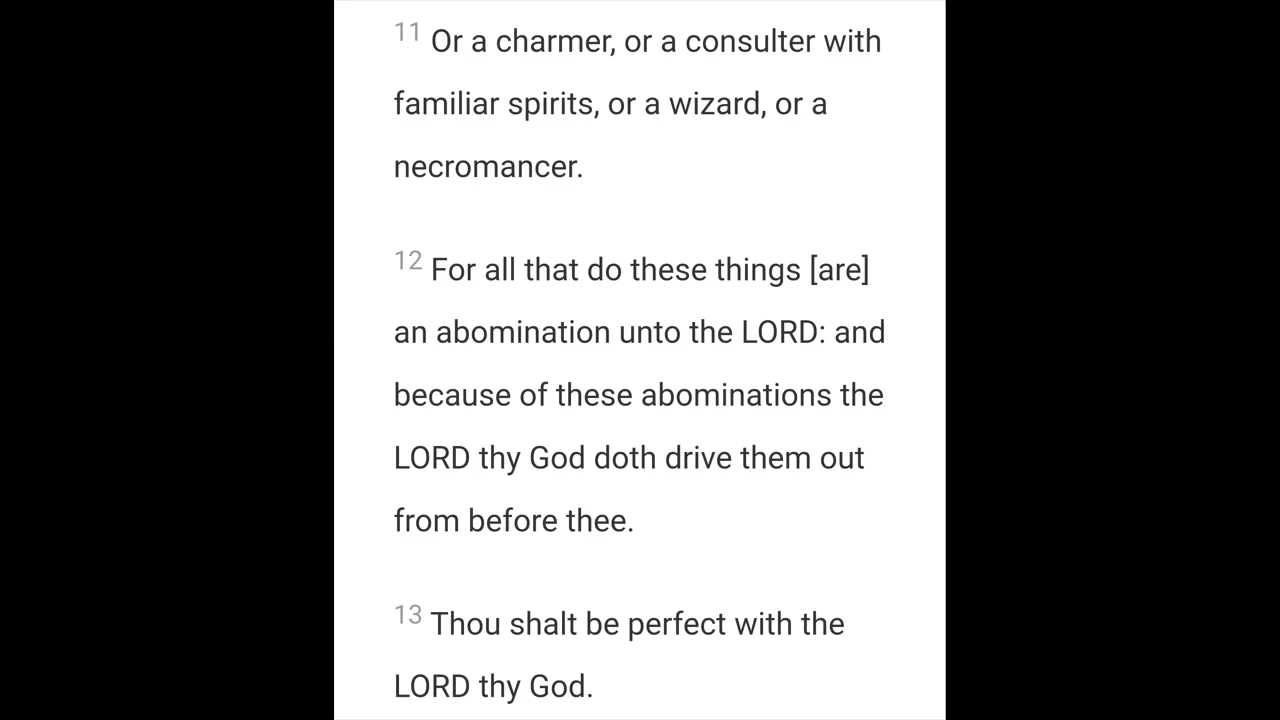 11 Or a charmer, or a consulter with
familiar spirits, or a wizard, or a
necromancer.
12 For all that do these things [are]
an abomination unto the LORD: and
because of these abominations the
LORD thy God doth drive them out
from before thee.
13 Thou shalt be perfect with the
LORD thy God.